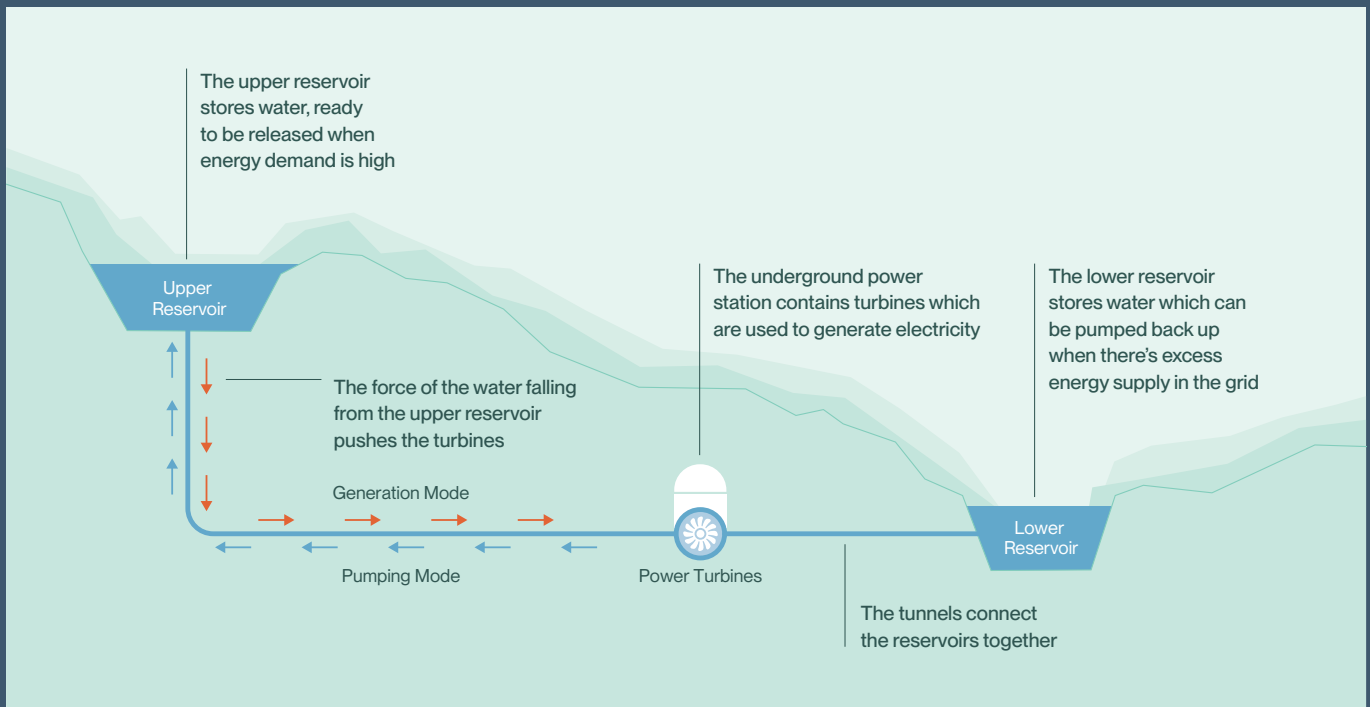 The upper reservoir
stores water, ready
to be released when
energy demand is high
Upper
Reservoir
The underground power
station contains turbines which
are used to generate electricity
The lower reservoir
stores water which can
be pumped back up
when there’s excess
energy supply in the grid
The force of the water falling
from the upper reservoir
pushes the turbines
Generation Mode
Pumping Mode
Power Turbines
Lower
Reservoir
The tunnels connect
the reservoirs together